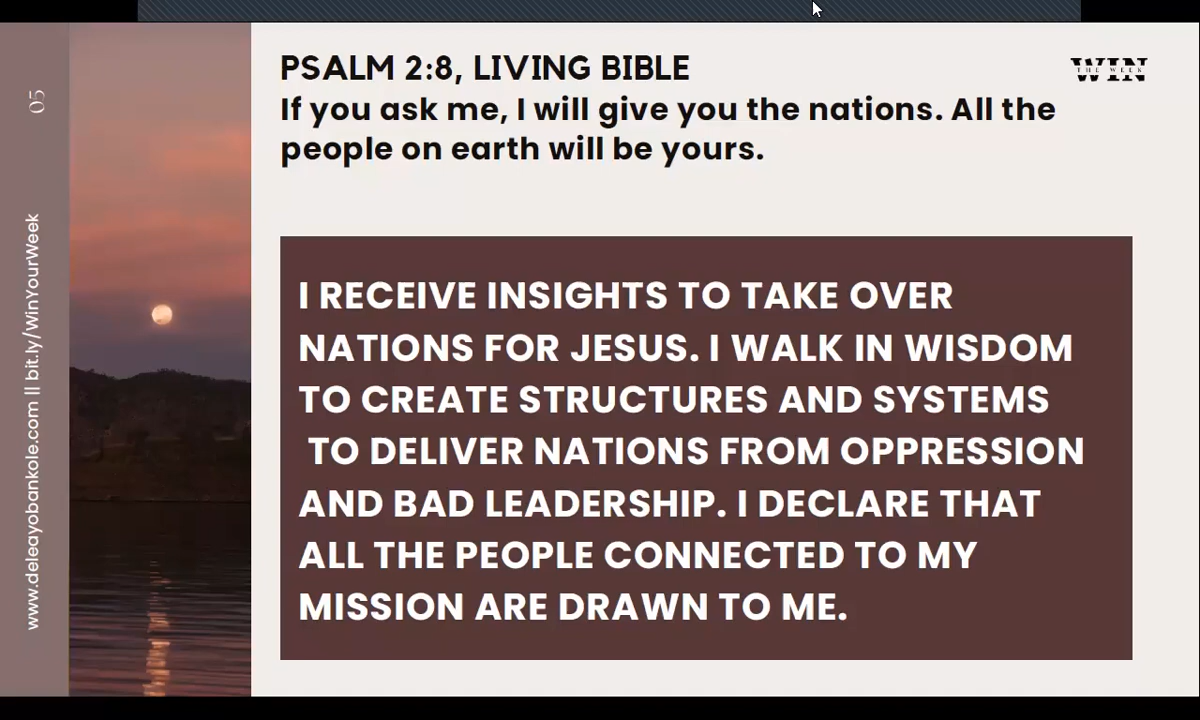 PSALM 2:8, LIVING BIBLE
If you ask me, I will give you the nations. All the
people on earth will be yours.
WIN
THE WEEK
I RECEIVE INSIGHTS TO TAKE OVER
NATIONS FOR JESUS. I WALK IN WISDOM
TO CREATE STRUCTURES AND SYSTEMS
TO DELIVER NATIONS FROM OPPRESSION
AND BAD LEADERSHIP. I DECLARE THAT
ALL THE PEOPLE CONNECTED TO MY
MISSION ARE DRAWN TO ME.
05
www.deleayobankole.com || bit.ly/WinYourWeek